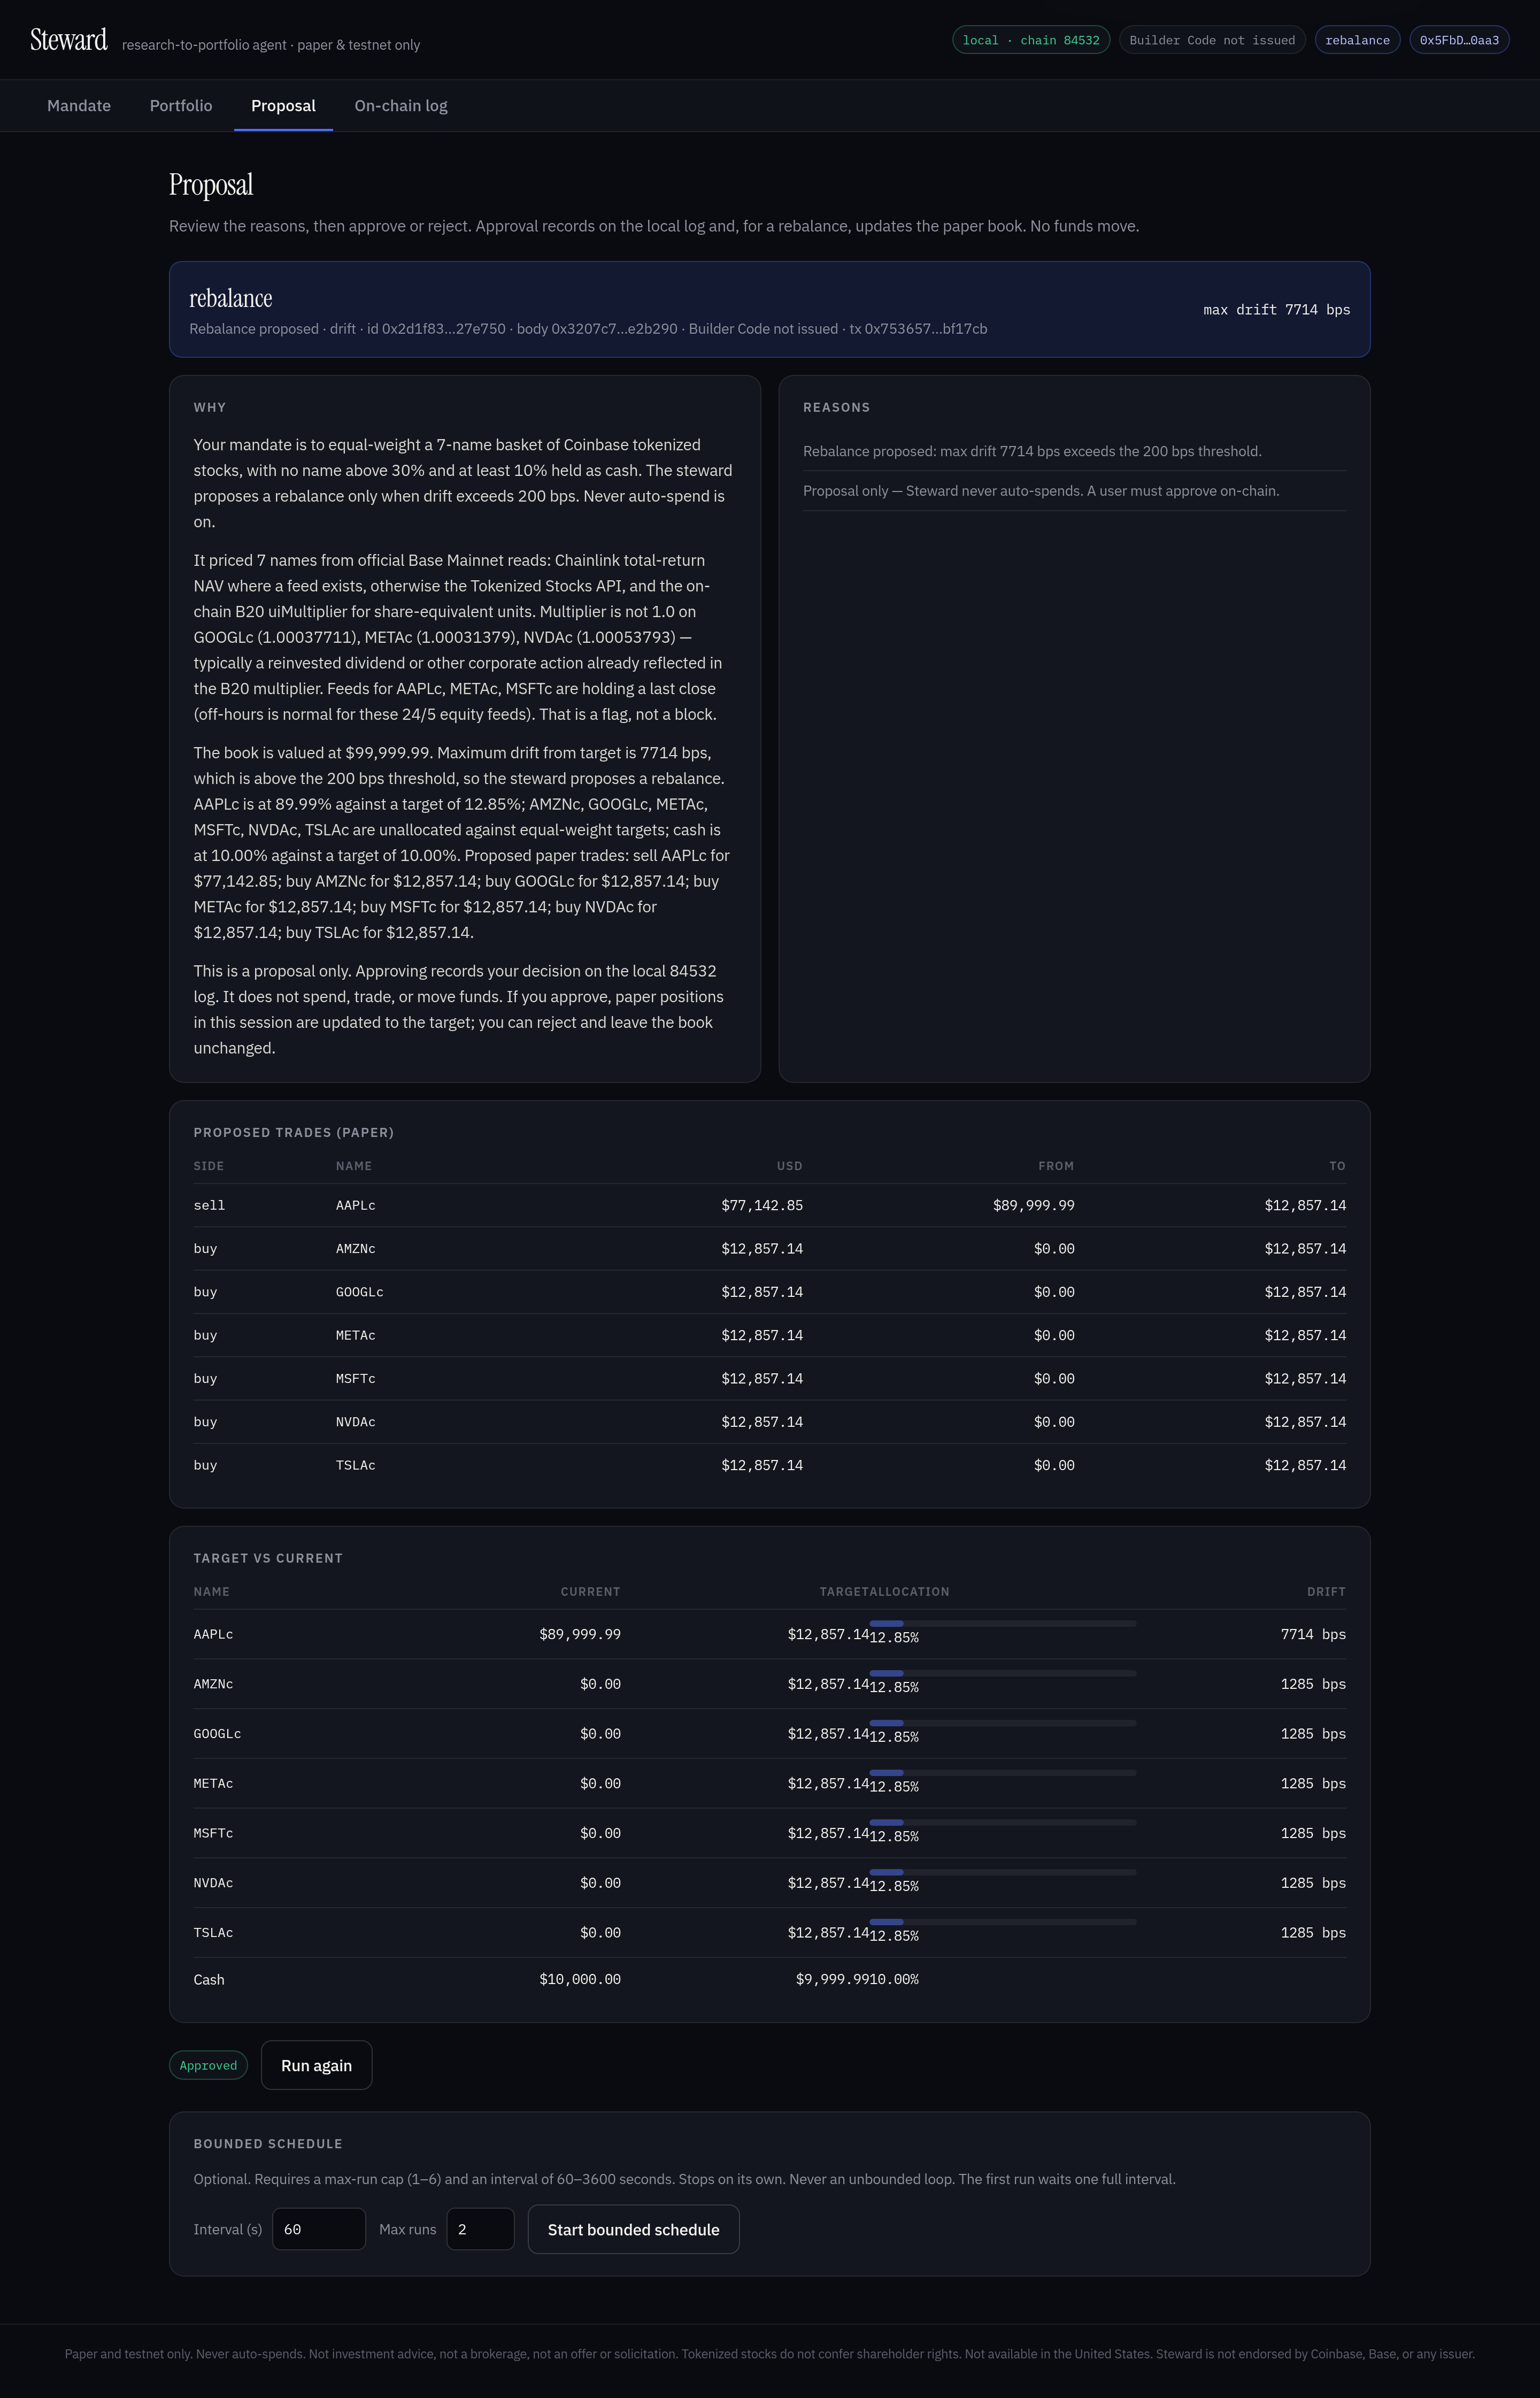 Steward research-to-portfolio agent · paper & testnet only
local · chain 84532 Builder Code not issued rebalance 0x5FbD…0aa3
Mandate Portfolio Proposal On-chain log
Proposal
Review the reasons, then approve or reject. Approval records on the local log and, for a rebalance, updates the paper book. No funds move.
rebalance
Rebalance proposed · drift · id 0x2d1f83…27e750 · body 0x3207c7…e2b290 · Builder Code not issued · tx 0x753657…bf17cb
max drift 7714 bps
WHY
Your mandate is to equal-weight a 7-name basket of Coinbase tokenized
stocks, with no name above 30% and at least 10% held as cash. The steward
proposes a rebalance only when drift exceeds 200 bps. Never auto-spend is
on.
It priced 7 names from official Base Mainnet reads: Chainlink total-return
NAV where a feed exists, otherwise the Tokenized Stocks API, and the on-
chain B20 uiMultiplier for share-equivalent units. Multiplier is not 1.0 on
GOOGLc (1.00037711), METAc (1.00031379), NVDAc (1.00053793) —
typically a reinvested dividend or other corporate action already reflected in
the B20 multiplier. Feeds for AAPLc, METAc, MSFTc are holding a last close
(off-hours is normal for these 24/5 equity feeds). That is a flag, not a block.
The book is valued at $99,999.99. Maximum drift from target is 7714 bps,
which is above the 200 bps threshold, so the steward proposes a rebalance.
AAPLc is at 89.99% against a target of 12.85%; AMZNc, GOOGLc, METAc,
MSFTc, NVDAc, TSLAc are unallocated against equal-weight targets; cash is
at 10.00% against a target of 10.00%. Proposed paper trades: sell AAPLc for
$77,142.85; buy AMZNc for $12,857.14; buy GOOGLc for $12,857.14; buy
METAc for $12,857.14; buy MSFTc for $12,857.14; buy NVDAc for
$12,857.14; buy TSLAc for $12,857.14.
This is a proposal only. Approving records your decision on the local 84532
log. It does not spend, trade, or move funds. If you approve, paper positions
in this session are updated to the target; you can reject and leave the book
unchanged.
REASONS
Rebalance proposed: max drift 7714 bps exceeds the 200 bps threshold.
Proposal only — Steward never auto-spends. A user must approve on-chain.
PROPOSED TRADES (PAPER)
SIDE NAME USD FROM TO
sell AAPLc $77,142.85 $89,999.99 $12,857.14
buy AMZNc $12,857.14 $0.00 $12,857.14
buy GOOGLc $12,857.14 $0.00 $12,857.14
buy METAc $12,857.14 $0.00 $12,857.14
buy MSFTc $12,857.14 $0.00 $12,857.14
buy NVDAc $12,857.14 $0.00 $12,857.14
buy TSLAc $12,857.14 $0.00 $12,857.14
TARGET VS CURRENT
NAME CURRENT TARGET ALLOCATION DRIFT
AAPLc $89,999.99 $12,857.14 12.85% 7714 bps
AMZNc $0.00 $12,857.14 12.85% 1285 bps
GOOGLc $0.00 $12,857.14 12.85% 1285 bps
METAc $0.00 $12,857.14 12.85% 1285 bps
MSFTc $0.00 $12,857.14 12.85% 1285 bps
NVDAc $0.00 $12,857.14 12.85% 1285 bps
TSLAc $0.00 $12,857.14 12.85% 1285 bps
Cash $10,000.00 $9,999.99 10.00%
Approved Run again
BOUNDED SCHEDULE
Optional. Requires a max-run cap (1–6) and an interval of 60–3600 seconds. Stops on its own. Never an unbounded loop. The first run waits one full interval.
Interval (s) 60 Max runs 2 Start bounded schedule
Paper and testnet only. Never auto-spends. Not investment advice, not a brokerage, not an offer or solicitation. Tokenized stocks do not confer shareholder rights. Not available in the United States. Steward is not endorsed by Coinbase, Base, or any issuer.